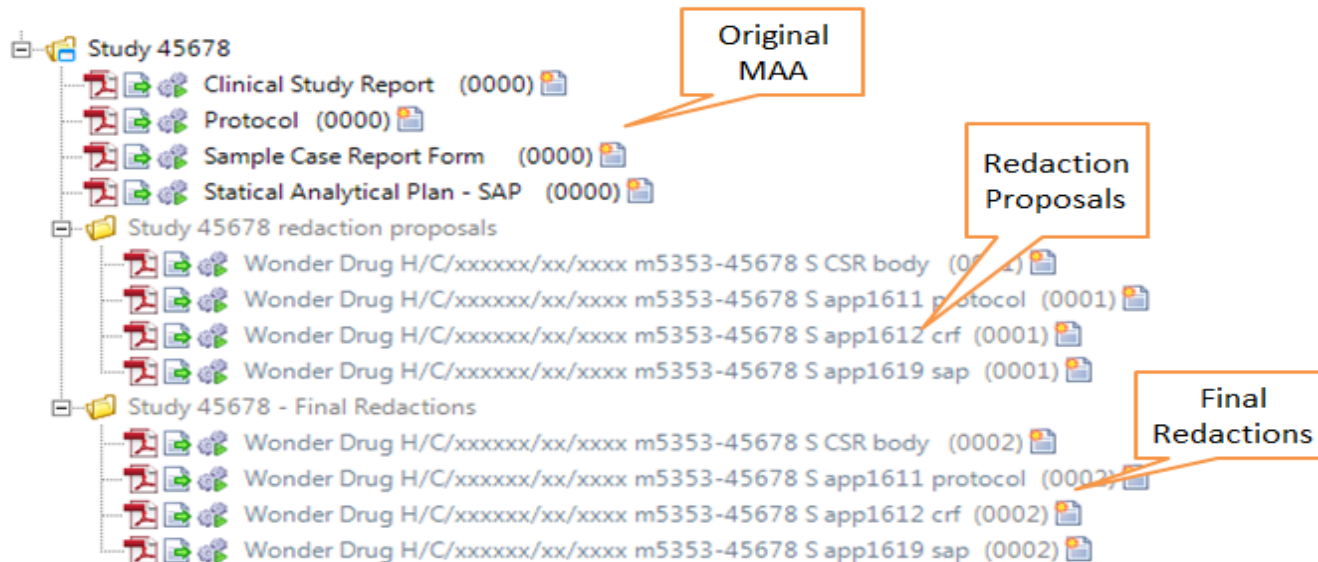 Original
MAA
Study 45678
Clinical Study Report (0000)
Protocol (0000)
Sample Case Report Form (0000)
Statical Analytical Plan - SAP (0000)
Redaction
Proposals
Study 45678 redaction proposals
Wonder Drug H/C/xxxxxx/xx/xxxx m5353-45678 S CSR body (0001)
Wonder Drug H/C/xxxxxx/xx/xxxx m5353-45678 S app1611 protocol (0001)
Wonder Drug H/C/xxxxxx/xx/xxxx m5353-45678 S app1612 crf (0001)
Wonder Drug H/C/xxxxxx/xx/xxxx m5353-45678 S app1619 sap (0001)
Final
Redactions
Study 45678 - Final Redactions
Wonder Drug H/C/xxxxxx/xx/xxxx m5353-45678 S CSR body (0002)
Wonder Drug H/C/xxxxxx/xx/xxxx m5353-45678 S app1611 protocol (0002)
Wonder Drug H/C/xxxxxx/xx/xxxx m5353-45678 S app1612 crf (0002)
Wonder Drug H/C/xxxxxx/xx/xxxx m5353-45678 S app1619 sap (0002)